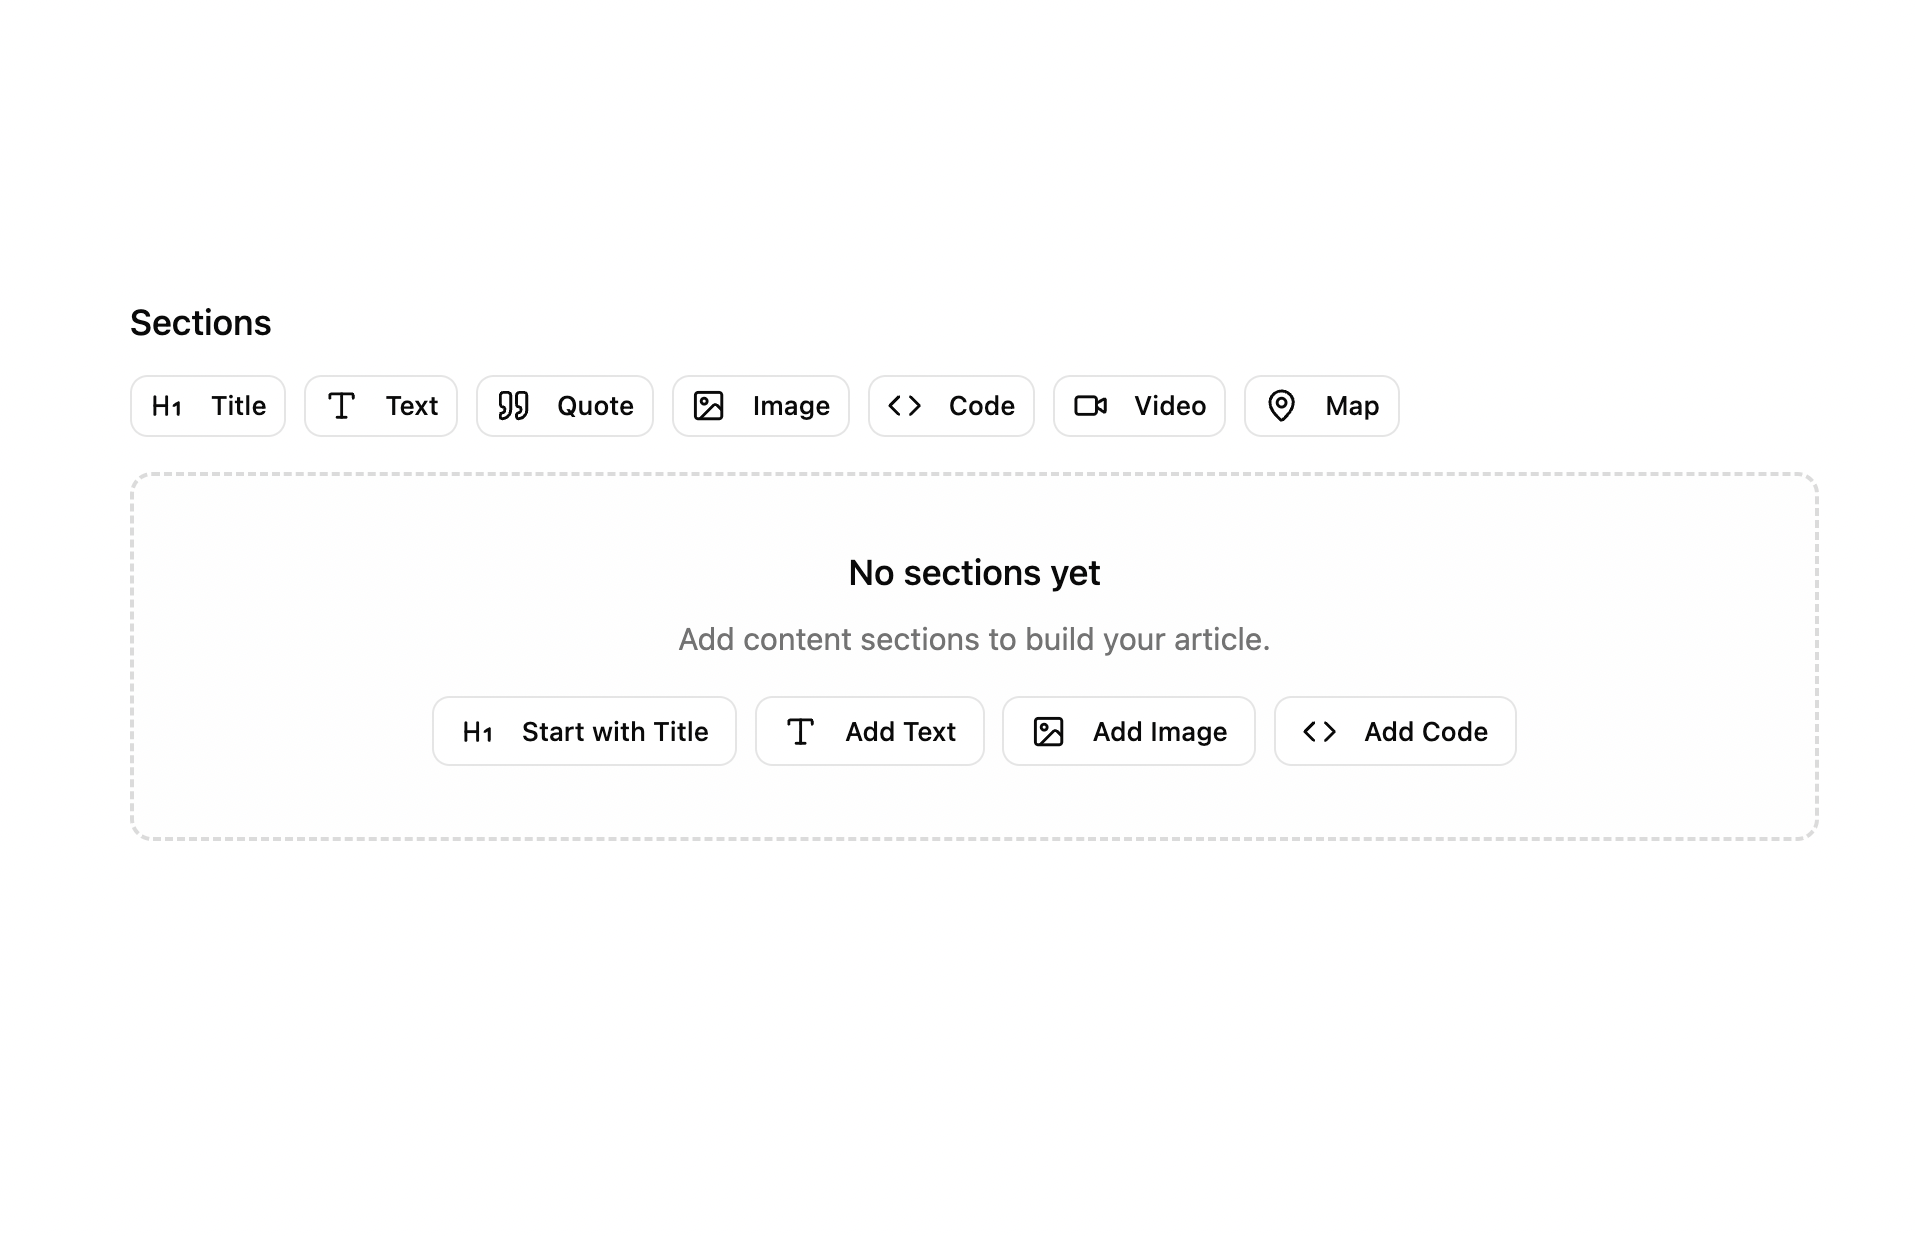 Sections
H1 Title T Text Quote Image Code Video Map
No sections yet
Add content sections to build your article.
H1 Start with Title T Add Text Add Image Add Code